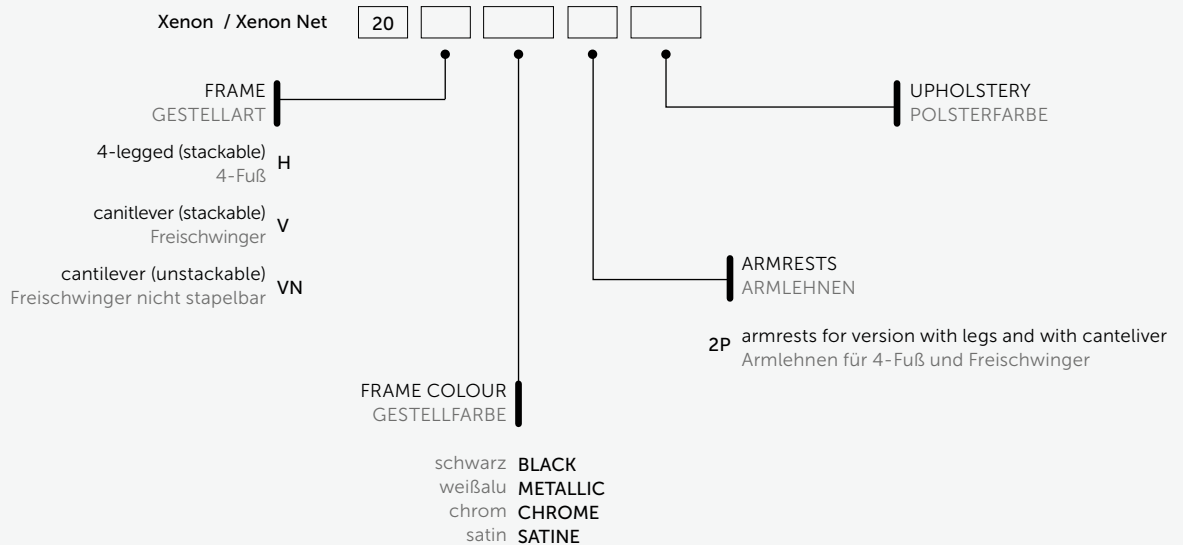 Xenon / Xenon Net 20
FRAME
GESTELLART
4-legged (stackable) H
4-Fuß
canitlever (stackable) V
Freischwinger
cantilever (unstackable) VN
Freischwinger nicht stapelbar
UPHOLSTERY
POLSTERFARBE
ARMRESTS
ARMLEHNEN
2P armrests for version with legs and with canteliver
Armlehnen für 4-Fuß und Freischwinger
FRAME COLOUR
GESTELLFARBE
schwarz BLACK
weißalu METALLIC
chrom CHROME
satin SATINE